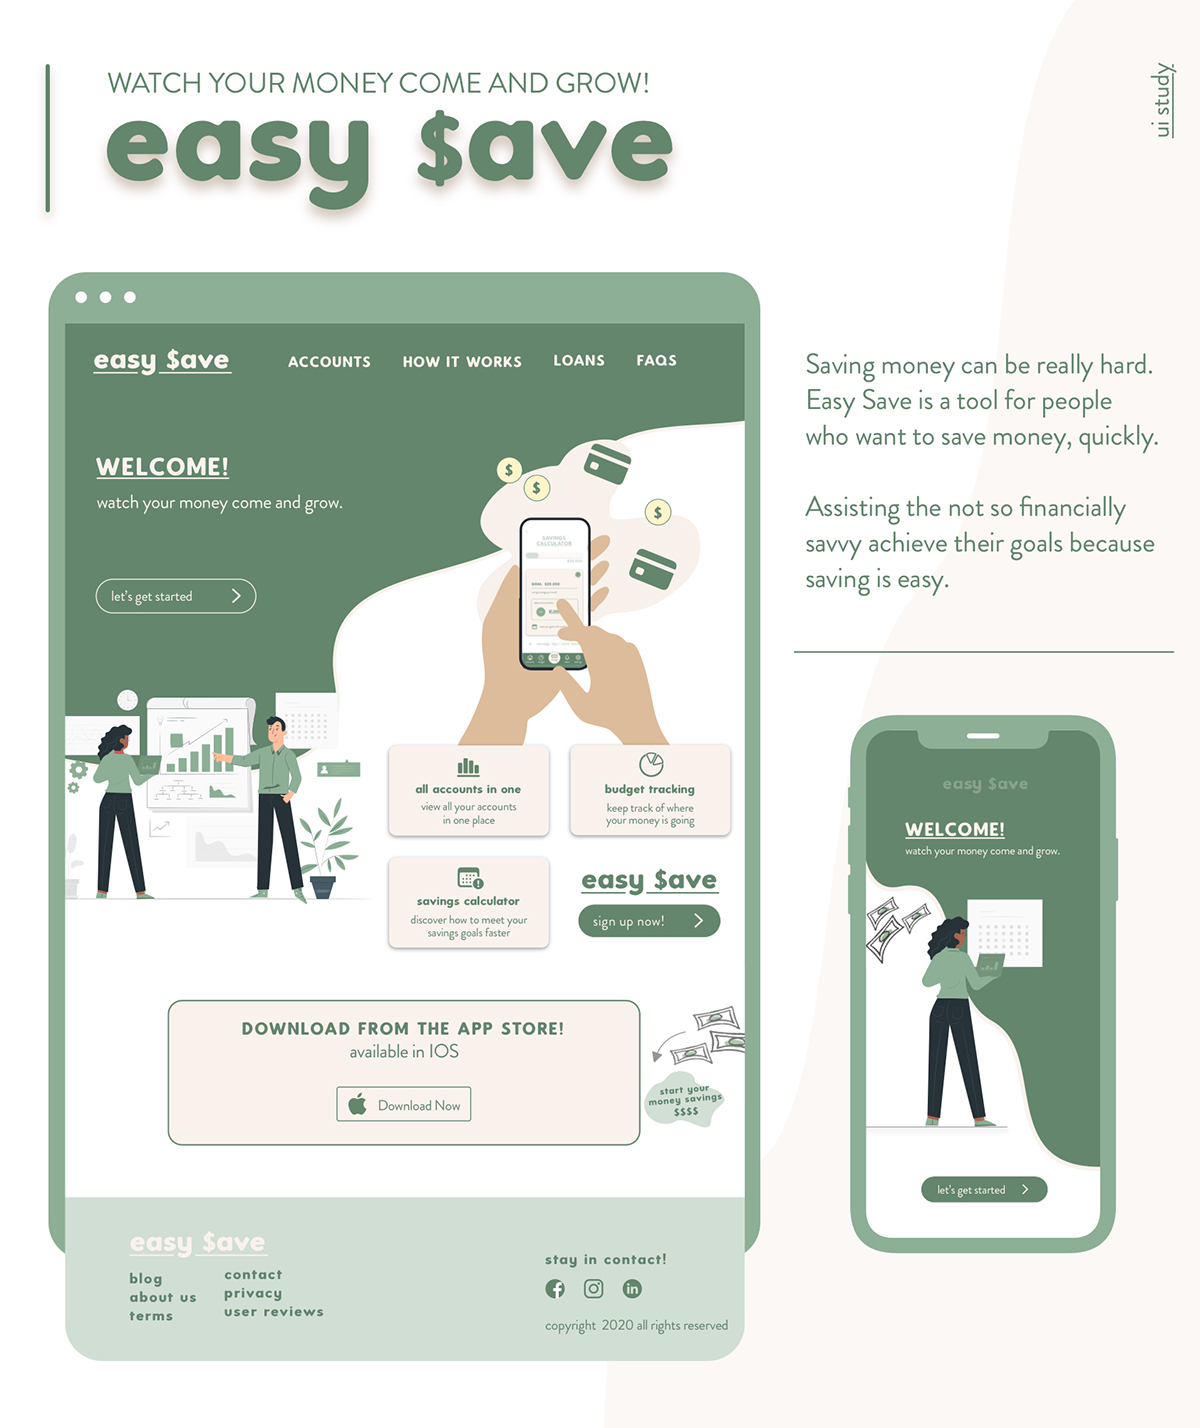 WATCH YOUR MONEY COME AND GROW!
easy $ave
ui study
easy $ave
ACCOUNTS
HOW IT WORKS
LOANS
FAQS
WELCOME!
watch your money come and grow.
let's get started
$
$
$
SAVINGS
CALCULATOR
all accounts in one
view all your accounts
in one place
budget tracking
keep track of where
your money is going
savings calculator
discover how to meet your
savings goals faster
easy $ave
sign up now!
DOWNLOAD FROM THE APP STORE!
available in IOS
Download Now
start your
money savings
$$$$
easy $ave
blog
about us
terms
contact
privacy
user reviews
stay in contact!
copyright 2020 all rights reserved
Saving money can be really hard.
Easy Save is a tool for people
who want to save money, quickly.
Assisting the not so financially
savvy achieve their goals because
saving is easy.
easy $ave
WELCOME!
watch your money come and grow.
let's get started